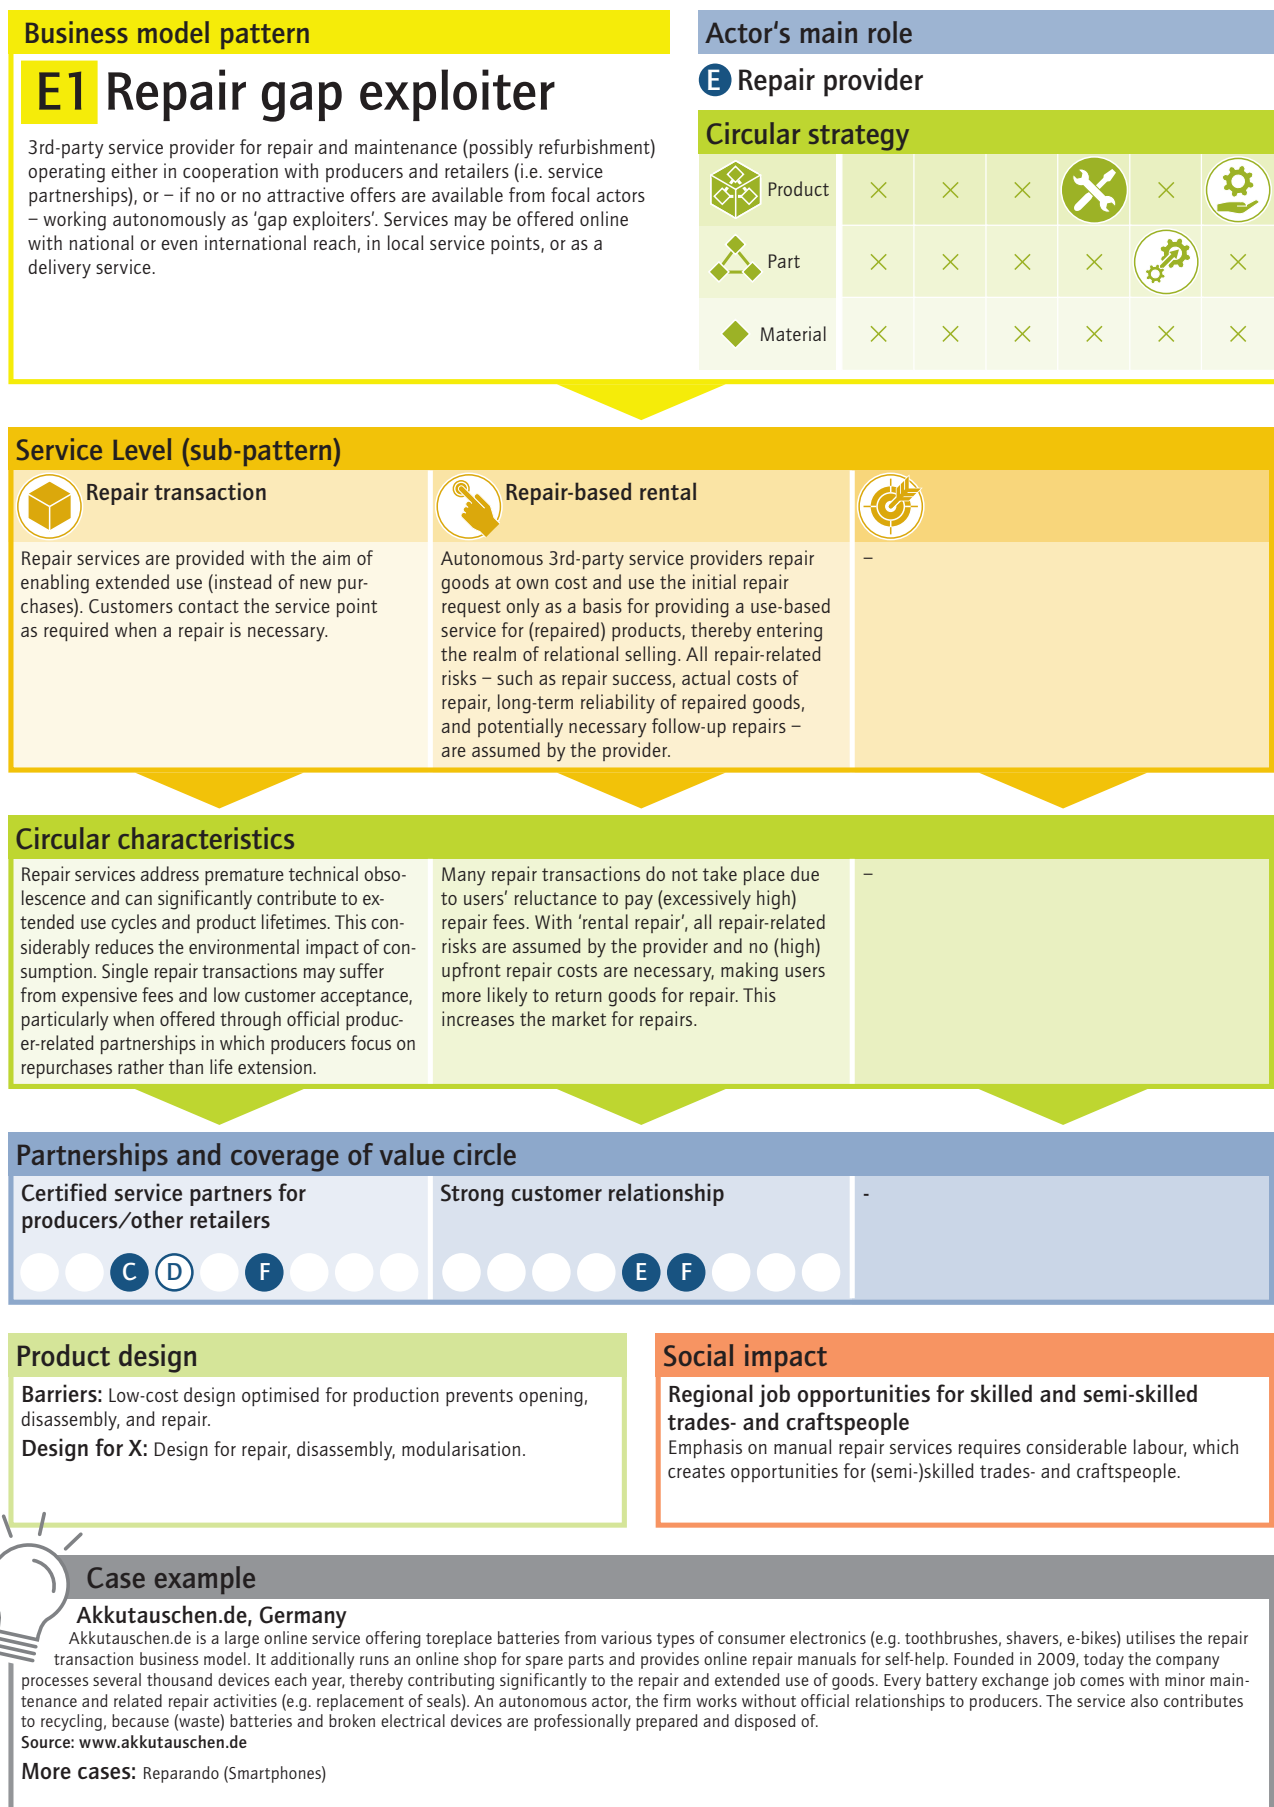 Business model pattern
E1 Repair gap exploiter
3rd-party service provider for repair and maintenance (possibly refurbishment)
operating either in cooperation with producers and retailers (i.e. service
partnerships), or – if no or no attractive offers are available from focal actors
– working autonomously as ‘gap exploiters’. Services may be offered online
with national or even international reach, in local service points, or as a
delivery service.
Actor‘s main role
E Repair provider
Circular strategy
Product
Part
Material
Service Level (sub-pattern)
Repair transaction
Repair services are provided with the aim of
enabling extended use (instead of new pur-
chases). Customers contact the service point
as required when a repair is necessary.
Repair-based rental
Autonomous 3rd-party service providers repair
goods at own cost and use the initial repair
request only as a basis for providing a use-based
service for (repaired) products, thereby entering
the realm of relational selling. All repair-related
risks – such as repair success, actual costs of
repair, long-term reliability of repaired goods,
and potentially necessary follow-up repairs –
are assumed by the provider.
–
Circular characteristics
Repair services address premature technical obso-
lescence and can significantly contribute to ex-
tended use cycles and product lifetimes. This con-
siderably reduces the environmental impact of con-
sumption. Single repair transactions may suffer
from expensive fees and low customer acceptance,
particularly when offered through official produc-
er-related partnerships in which producers focus on
repurchases rather than life extension.
Many repair transactions do not take place due
to users’ reluctance to pay (excessively high)
repair fees. With ‘rental repair’, all repair-related
risks are assumed by the provider and no (high)
upfront repair costs are necessary, making users
more likely to return goods for repair. This
increases the market for repairs.
–
Partnerships and coverage of value circle
Certified service partners for
producers/other retailers
C D F
Strong customer relationship
E F
-
Product design
Barriers: Low-cost design optimised for production prevents opening,
disassembly, and repair.
Design for X: Design for repair, disassembly, modularisation.
Social impact
Regional job opportunities for skilled and semi-skilled
trades- and craftspeople
Emphasis on manual repair services requires considerable labour, which
creates opportunities for (semi-)skilled trades- and craftspeople.
Case example
Akkutauschen.de, Germany
Akkutauschen.de is a large online service offering toreplace batteries from various types of consumer electronics (e.g. toothbrushes, shavers, e-bikes) utilises the repair
transaction business model. It additionally runs an online shop for spare parts and provides online repair manuals for self-help. Founded in 2009, today the company
processes several thousand devices each year, thereby contributing significantly to the repair and extended use of goods. Every battery exchange job comes with minor main-
tenance and related repair activities (e.g. replacement of seals). An autonomous actor, the firm works without official relationships to producers. The service also contributes
to recycling, because (waste) batteries and broken electrical devices are professionally prepared and disposed of.
Source: www.akkutauschen.de
More cases: Reparando (Smartphones)